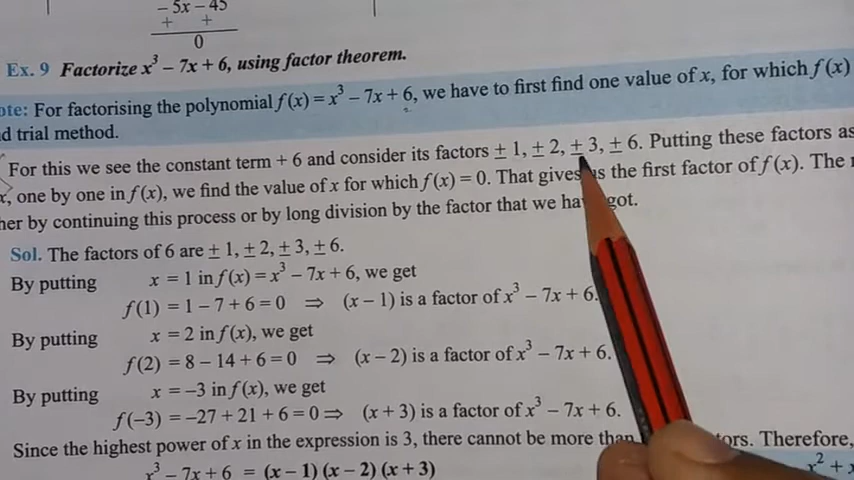 - 5x - 45
+ +
0
Ex. 9 Factorize x³ – 7x + 6, using factor theorem.
ote: For factorising the polynomial f(x) = x³ – 7x + 6, we have to first find one value of x, for which f(x)
d trial method.
For this we see the constant term + 6 and consider its factors ± 1, ± 2, ± 3, ± 6. Putting these factors as
x, one by one in f(x), we find the value of x for which f(x) = 0. That gives us the first factor of f(x). The
her by continuing this process or by long division by the factor that we have got.
Sol. The factors of 6 are ± 1, ± 2, ± 3, ± 6.
By putting x = 1 in f(x) = x³ – 7x + 6, we get
f(1) = 1 – 7 + 6 = 0 ⇒ (x – 1) is a factor of x³ – 7x + 6.
By putting x = 2 in f(x), we get
f(2) = 8 – 14 + 6 = 0 ⇒ (x – 2) is a factor of x³ – 7x + 6.
By putting x = –3 in f(x), we get
f(–3) = –27 + 21 + 6 = 0 ⇒ (x + 3) is a factor of x³ – 7x + 6.
Since the highest power of x in the expression is 3, there cannot be more than tors. Therefore,
x³ – 7x + 6 = (x – 1) (x – 2) (x + 3) x² + x